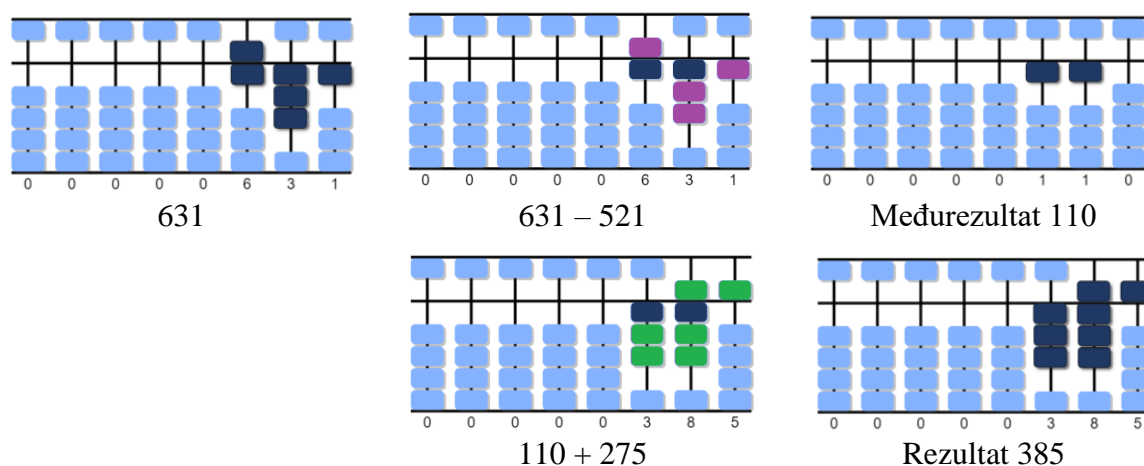 0 0 0 0 0 6 3 1
631
0 0 0 0 0 6 3 1
631 – 521
0 0 0 0 0 1 1 0
Međurezultat 110
0 0 0 0 0 3 8 5
110 + 275
0 0 0 0 0 3 8 5
Rezultat 385